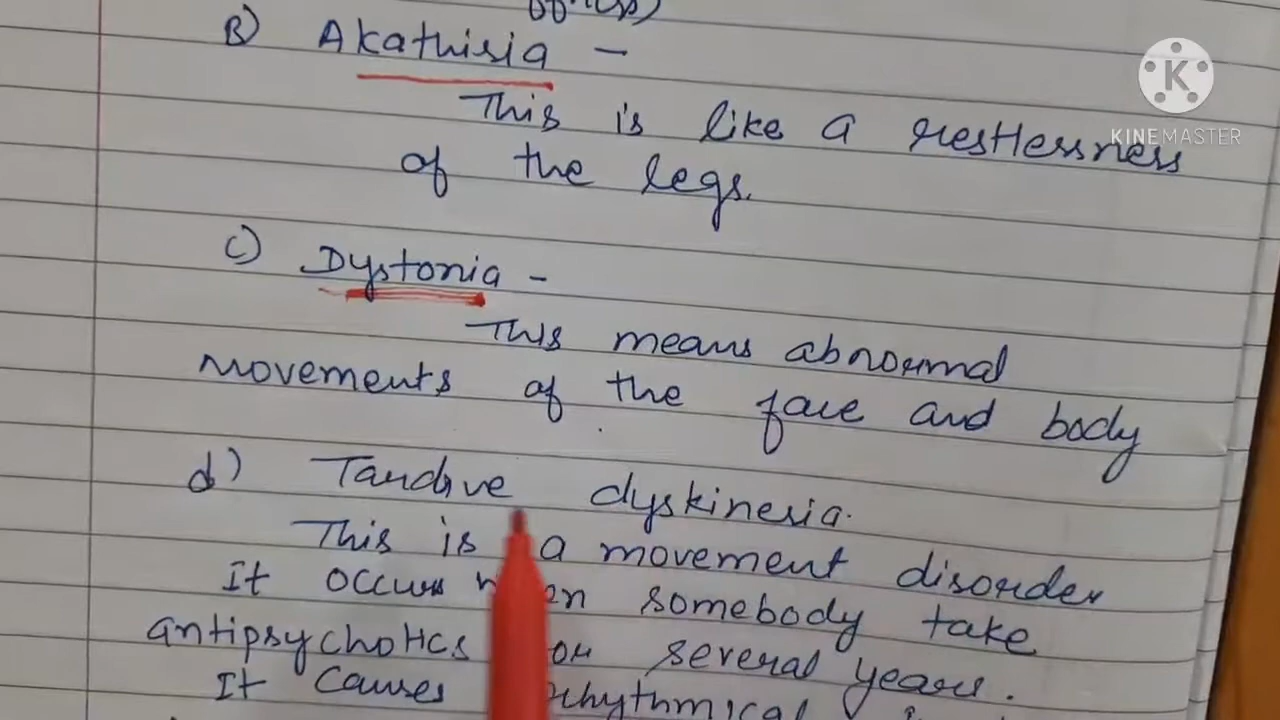 B) Akathisia -
This is like a restlessness
of the legs.
c) Dystonia -
This means abnormal
movements of the face and body
d) Tardive dyskinesia.
This is a movement disorder
It occurs somebody take
antipsychotics several years.
It causes
K
KINEMASTER